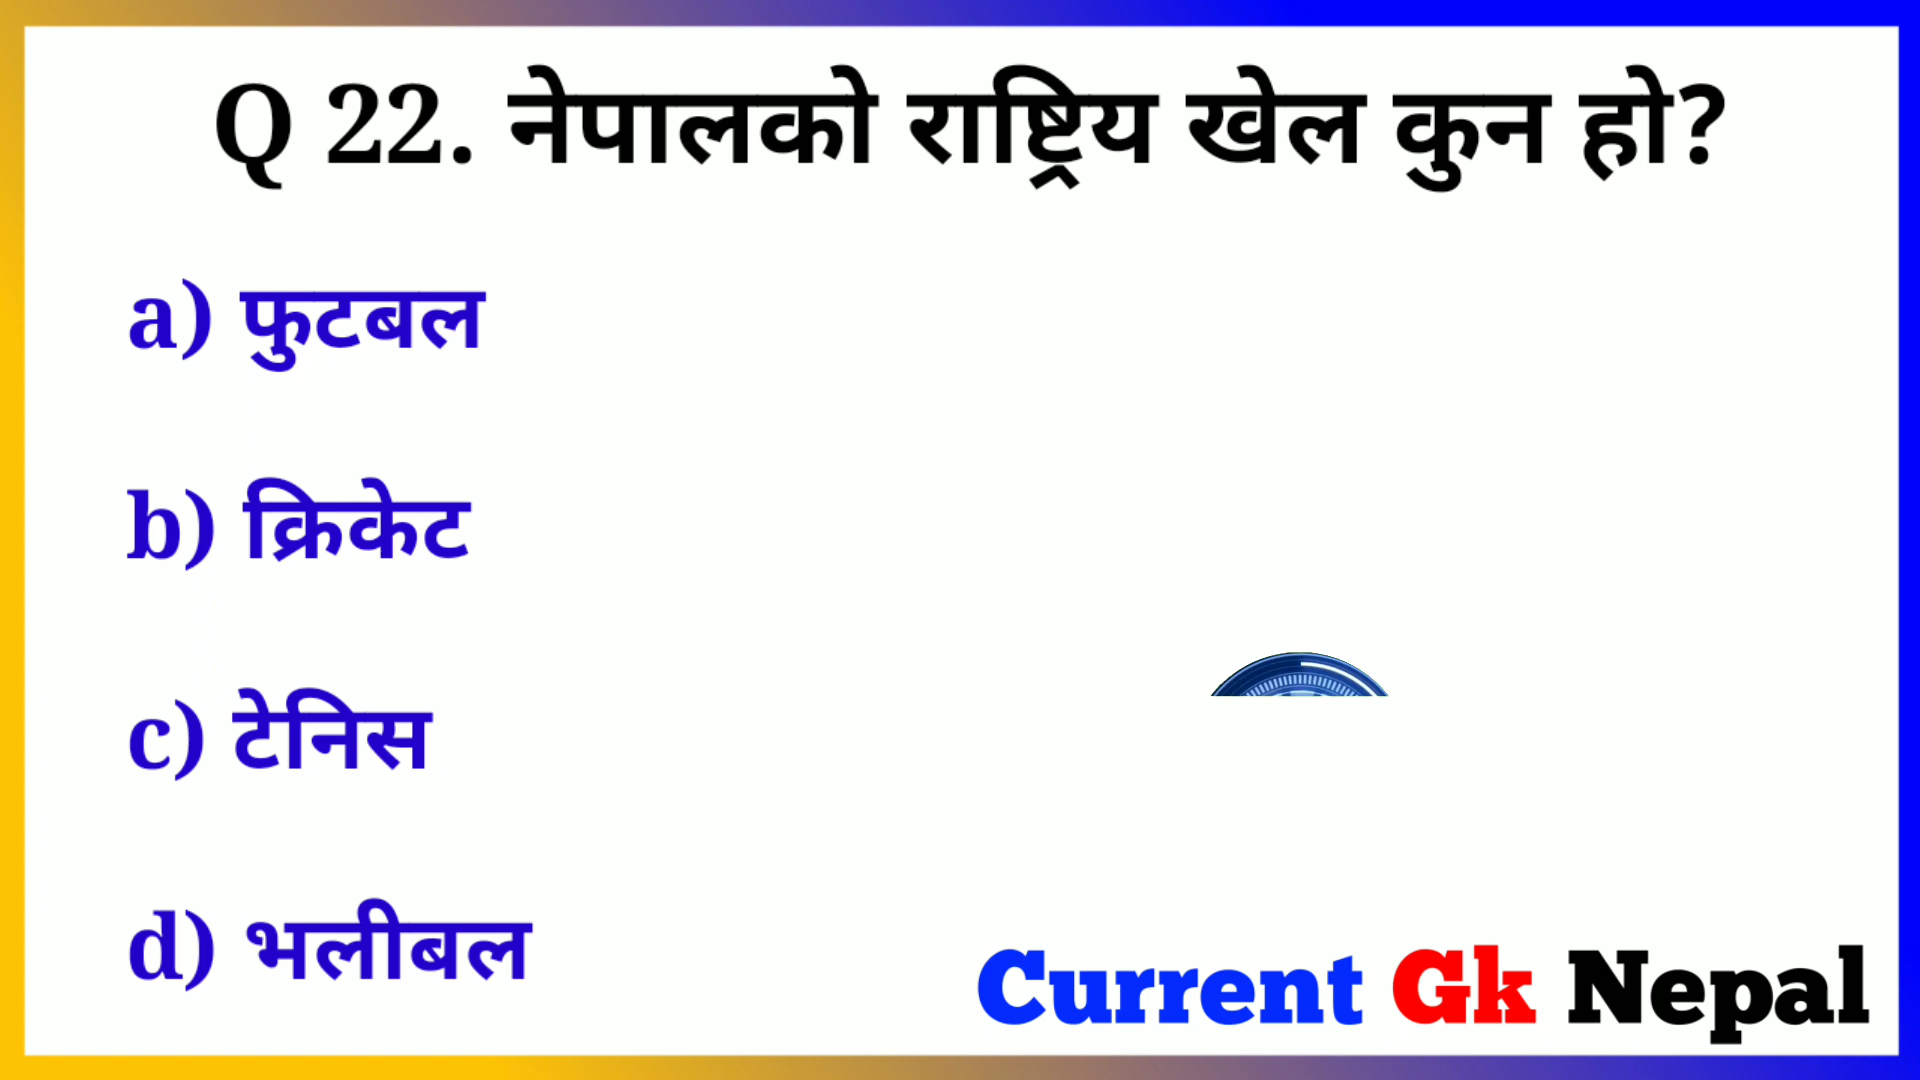 Q 22. नेपालको राष्ट्रिय खेल कुन हो?
a) फुटबल
b) क्रिकेट
c) टेनिस
d) भलीबल
Current Gk Nepal